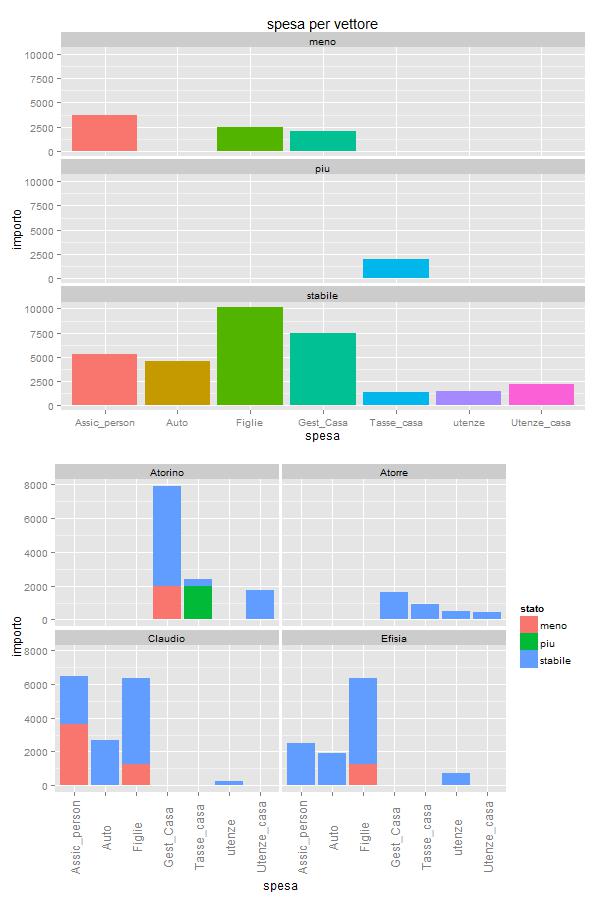 spesa per vettore
meno
10000
7500
5000
2500
0
piu
10000
7500
5000
2500
0
stabile
10000
7500
5000
2500
0
importo
Assic_person Auto Figlie Gest_Casa Tasse_casa utenze Utenze_casa
spesa
Atorino Atorre
8000
6000
4000
2000
0
Claudio Efisia
8000
6000
4000
2000
0
importo
stato
meno
piu
stabile
Assic_person Auto Figlie Gest_Casa Tasse_casa utenze Utenze_casa Assic_person Auto Figlie Gest_Casa Tasse_casa utenze Utenze_casa
spesa